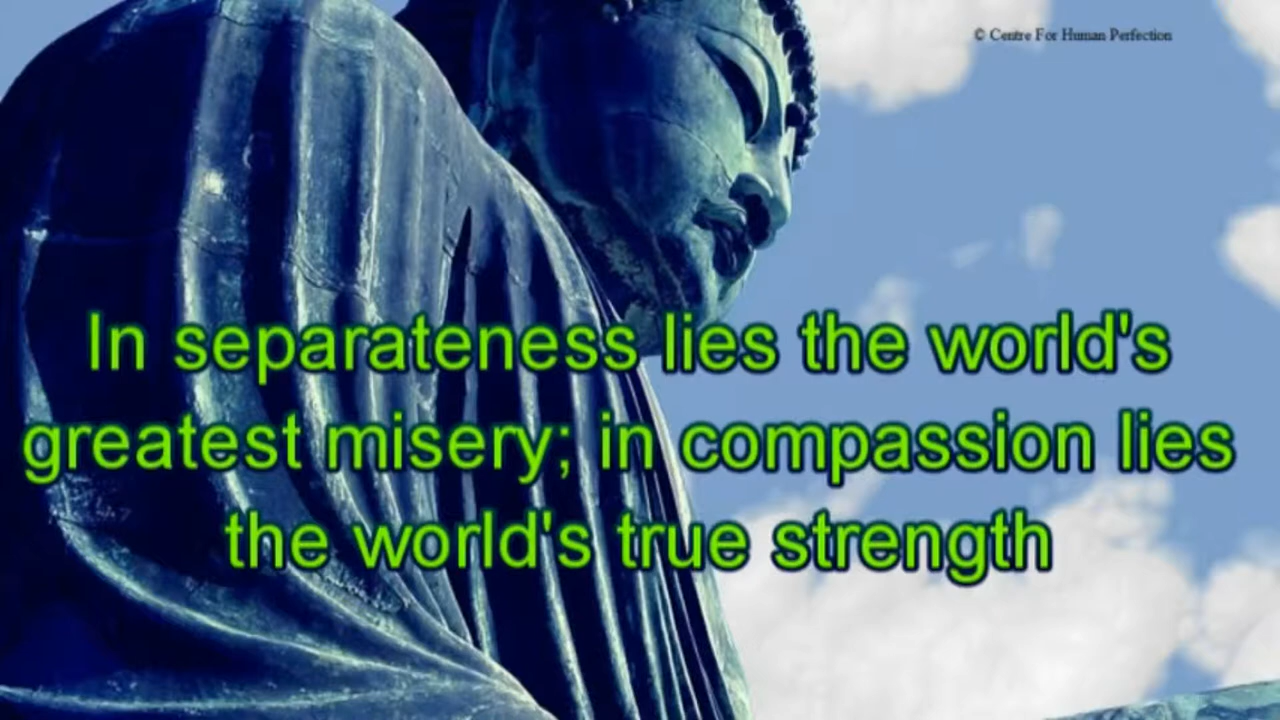 © Centre For Human Perfection
In separateness lies the world's
greatest misery; in compassion lies
the world's true strength